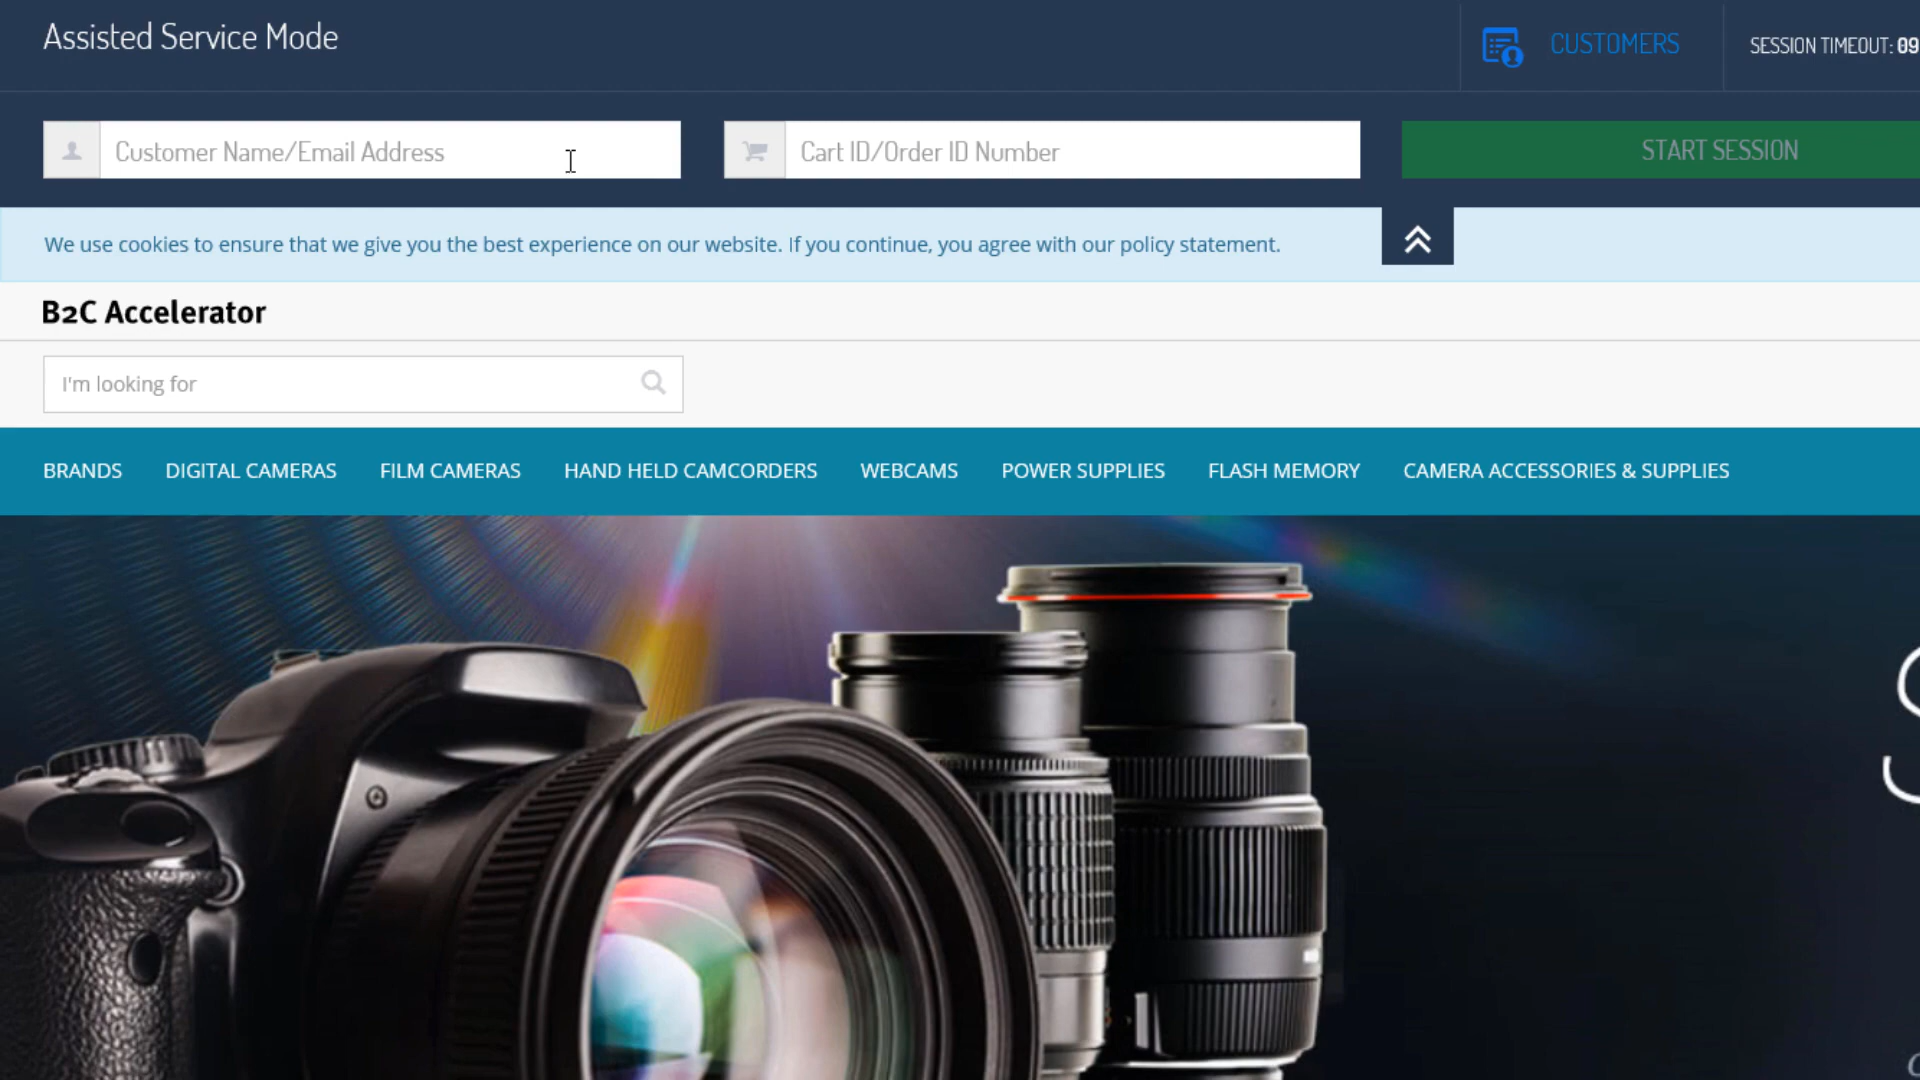 Assisted Service Mode
CUSTOMERS
SESSION TIMEOUT: 09
Customer Name/Email Address
Cart ID/Order ID Number
START SESSION
We use cookies to ensure that we give you the best experience on our website. If you continue, you agree with our policy statement.
B2C Accelerator
I'm looking for
BRANDS DIGITAL CAMERAS FILM CAMERAS HAND HELD CAMCORDERS WEBCAMS POWER SUPPLIES FLASH MEMORY CAMERA ACCESSORIES & SUPPLIES